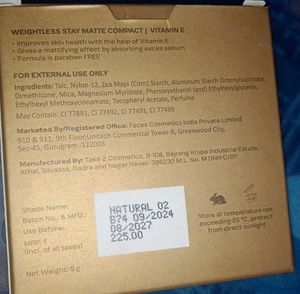 WEIGHTLESS STAY MATTE COMPACT | VITAMIN E
• Improves skin health with the help of Vitamin E
• Gives a mattifying effect by absorbing exces sebum
• Formula is paraben FREE!
FOR EXTERNAL USE ONLY
Ingredients: Talc, Nylon-12, Zea Mays (Corn) Starch, Aluminum Starch Octenylsuccinate,
Dimethicone, Mica, Magnesium Myristate, Phenoxyethanol (and) Ethylhexylglycerin,
Ethylhexyl Methoxycinnamate, Tocopheryl Acetate, Perfume
May Contain: CI 77891, CI 77492, CI 77491, CI 77499
Marketed By/Registered Office: Faces Cosmetics India Private Limited
910 & 911, 9th Floor/Unitech Commercial Tower-8, Greenwood City,
Sec-45, Gurugram -122003
Manufactured By: Take 2 Cosmetics, B-108, Bajrang Industrial Estate,
Athal, Silvassa, Dadra and Nagar Haveli -396230 M.L. No. M DNH C/117
Shade Name: NATURAL 02
Batch No. & MFD.: B74 09/2024
Use Before: 08/2027
MRP: ₹ 225.00
(Incl. of all taxes)
Net Weight: 9 g
Store at temperature not
exceeding 25 °C, protect
from direct sunlight